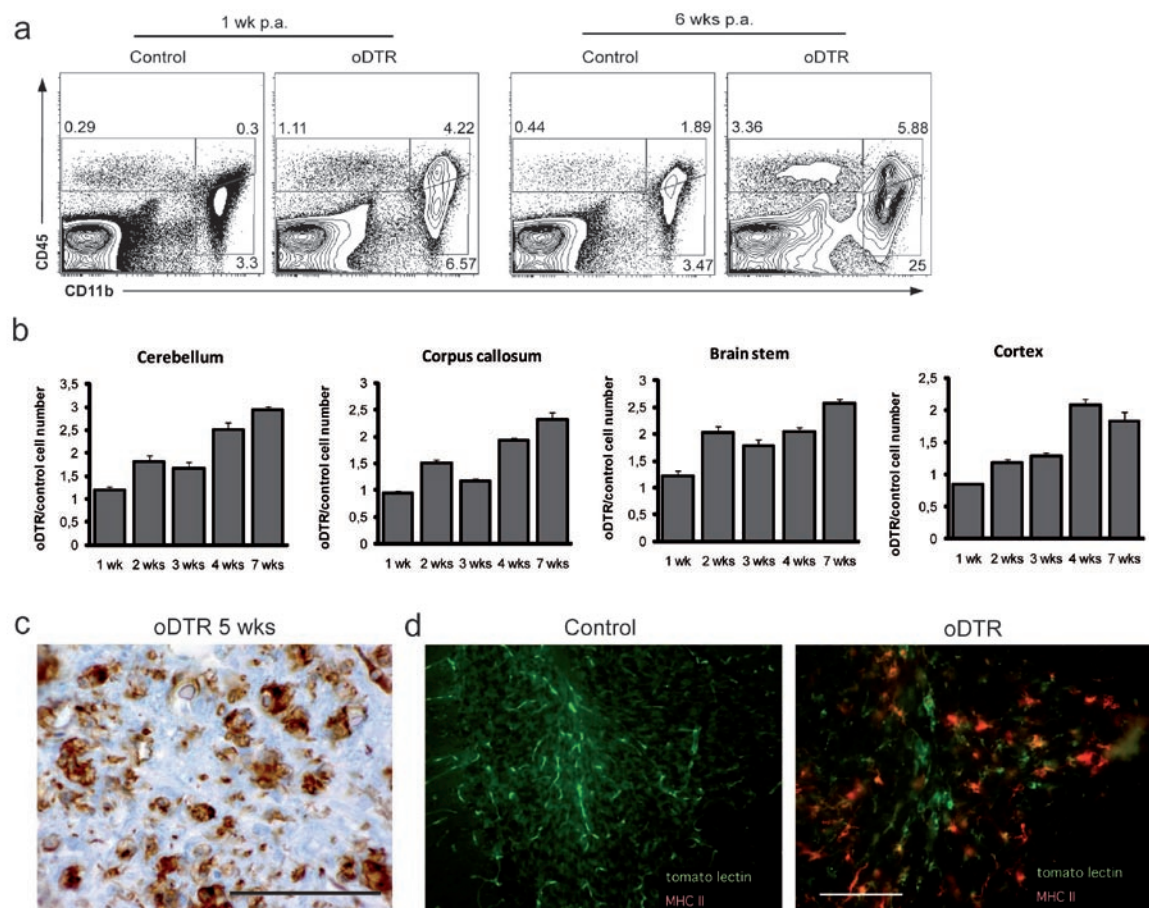 a
1 wk p.a.
6 wks p.a.
Control
oDTR
Control
oDTR
0.29 0.3
3.3
1.11 4.22
6.57
0.44 1.89
3.47
3.36 5.88
25
CD45
CD11b
b
Cerebellum
oDTR/control cell number
3,5
3
2,5
2
1,5
1
0,5
0
1 wk 2 wks 3 wks 4 wks 7 wks
Corpus callosum
oDTR/control cell number
3
2,5
2
1,5
1
0,5
0
1 wk 2 wks 3 wks 4 wks 7 wks
Brain stem
oDTR/control cell number
3
2,5
2
1,5
1
0,5
0
1 wk 2 wks 3 wks 4 wks 7 wks
Cortex
oDTR/control cell number
2,5
2
1,5
1
0,5
0
1 wk 2 wks 3 wks 4 wks 7 wks
c
oDTR 5 wks
d
Control
tomato lectin
MHC II
oDTR
tomato lectin
MHC II